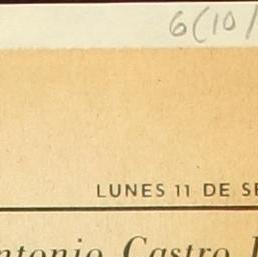 6(10/
LUNES 11 DE SE
ntonio Castro